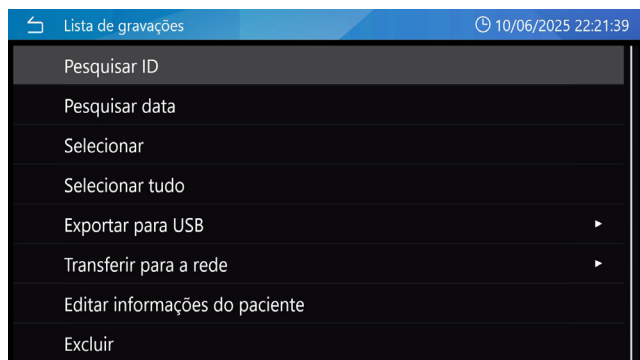 Lista de gravações 10/06/2025 22:21:39
Pesquisar ID
Pesquisar data
Selecionar
Selecionar tudo
Exportar para USB
Transferir para a rede
Editar informações do paciente
Excluir